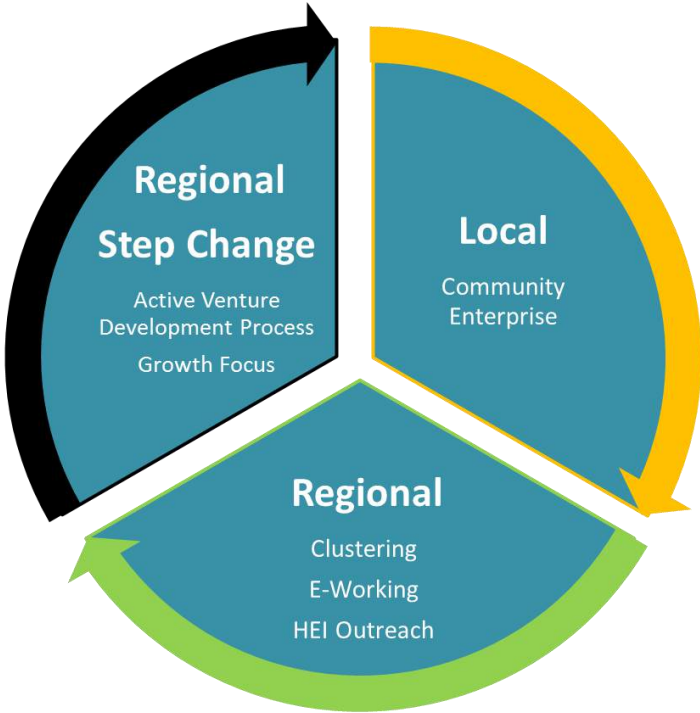 Regional
Step Change
Active Venture
Development Process
Growth Focus
Local
Community
Enterprise
Regional
Clustering
E-Working
HEI Outreach